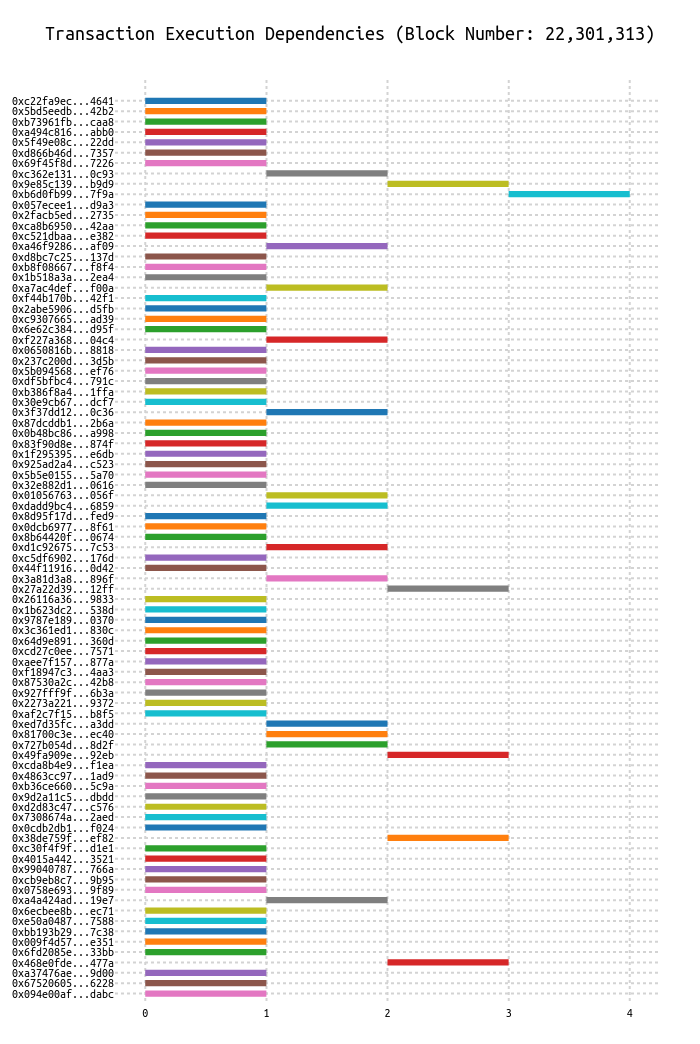 Transaction Execution Dependencies (Block Number: 22,301,313)
0xc22fa9ec...4641
0x5bd5eedb...42b2
0xb73961fb...caa8
0xa494c816...abb0
0x5f49e08c...22dd
0xd866b46d...7357
0x69f45f8d...7226
0xc362e131...0c93
0x9e85c139...b9d9
0xb6d0fb99...7f9a
0x057ecee1...d9a3
0x2facb5ed...2735
0xca8b6950...42aa
0xc521dbaa...e382
0xa46f9286...af09
0xd8bc7c25...137d
0xb8f08667...f8f4
0x1b518a3a...2ea4
0xa7ac4def...f00a
0xf44b170b...42f1
0x2abe5906...d5fb
0xc9307665...ad39
0x6e62c384...d95f
0xf227a368...04c4
0x0650816b...8818
0x237c200d...3d5b
0x5b094568...ef76
0xdf5bfbc4...791c
0xb386f8a4...1ffa
0x30e9cb67...dcf7
0x3f37dd12...0c36
0x87dcddb1...2b6a
0x0b48bc86...a998
0x83f90d8e...874f
0x1f295395...e6db
0x925ad2a4...c523
0x5b5e0155...5a70
0x32e882d1...0616
0x01056763...056f
0xdadd9bc4...6859
0x8d95f17d...fed9
0x0dcb6977...8f61
0x8b64420f...0674
0xd1c92675...7c53
0xc5df6902...176d
0x44f11916...0d42
0x3a81d3a8...896f
0x27a22d39...12ff
0x26116a36...9833
0x1b623dc2...538d
0x9787e189...0370
0x3c361ed1...830c
0x64d9e891...360d
0xcd27c0ee...7571
0xaee7f157...877a
0xf18947c3...4aa3
0x87530a2c...42b8
0x927fff9f...6b3a
0x2273a221...9372
0xaf2c7f15...b8f5
0xed7d35fc...a3dd
0x81700c3e...ec40
0x727b054d...8d2f
0x49fa909e...92eb
0xcda8b4e9...f1ea
0x4863cc97...1ad9
0xb36ce660...5c9a
0x9d2a11c5...dbdd
0xd2d83c47...c576
0x7308674a...2aed
0x0cdb2db1...f024
0x38de759f...ef82
0xc30f4f9f...d1e1
0x4015a442...3521
0x99040787...766a
0xcb9eb8c7...9b95
0x0758e693...9f89
0xa4a424ad...19e7
0x6ecbee8b...ec71
0xe50a0487...7588
0xbb193b29...7c38
0x009f4d57...e351
0x6fd2085e...33bb
0x468e0fde...477a
0xa37476ae...9d00
0x67520605...6228
0x094e00af...dabc
0 1 2 3 4